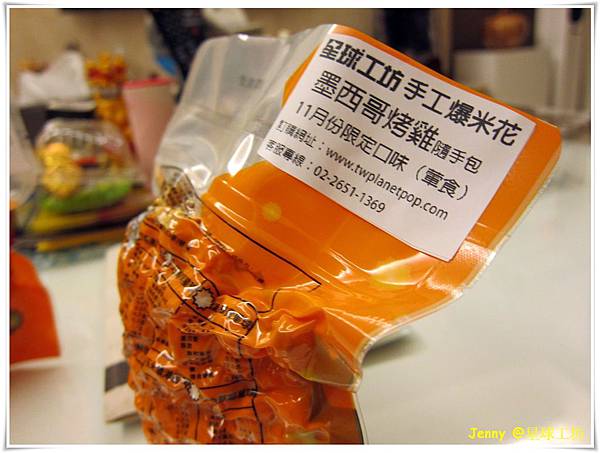 星球工坊 手工爆米花
墨西哥烤雞隨手包
11月份限定口味（葷食）
訂購網址：www.twplanetpop.com
客服專線：02-2651-1369
Jenny @星球工坊